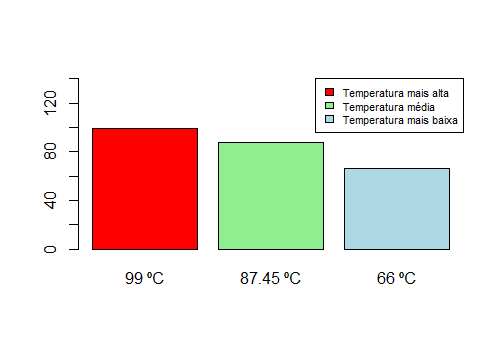 Temperatura mais alta
Temperatura média
Temperatura mais baixa
120
80
40
0
99 ºC
87.45 ºC
66 ºC